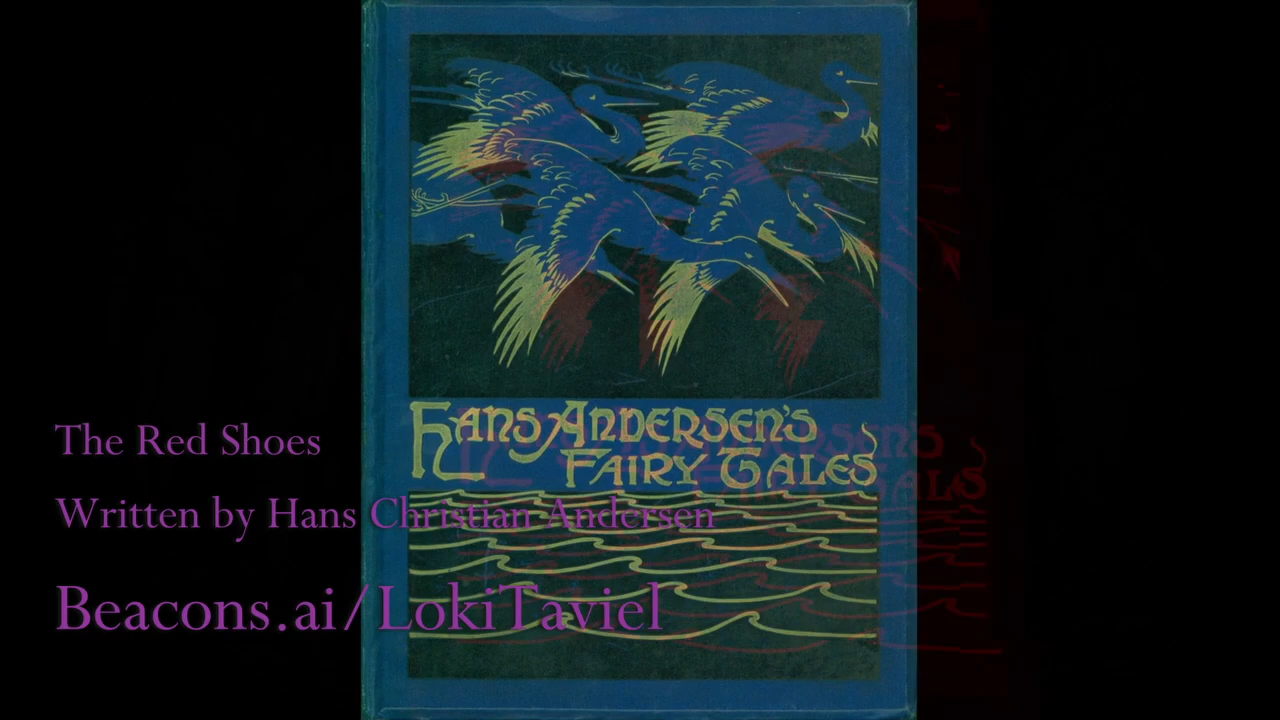 Hans Andersen's
Fairy Tales
The Red Shoes
Written by Hans Christian Andersen
Beacons.ai/LokiTaviel